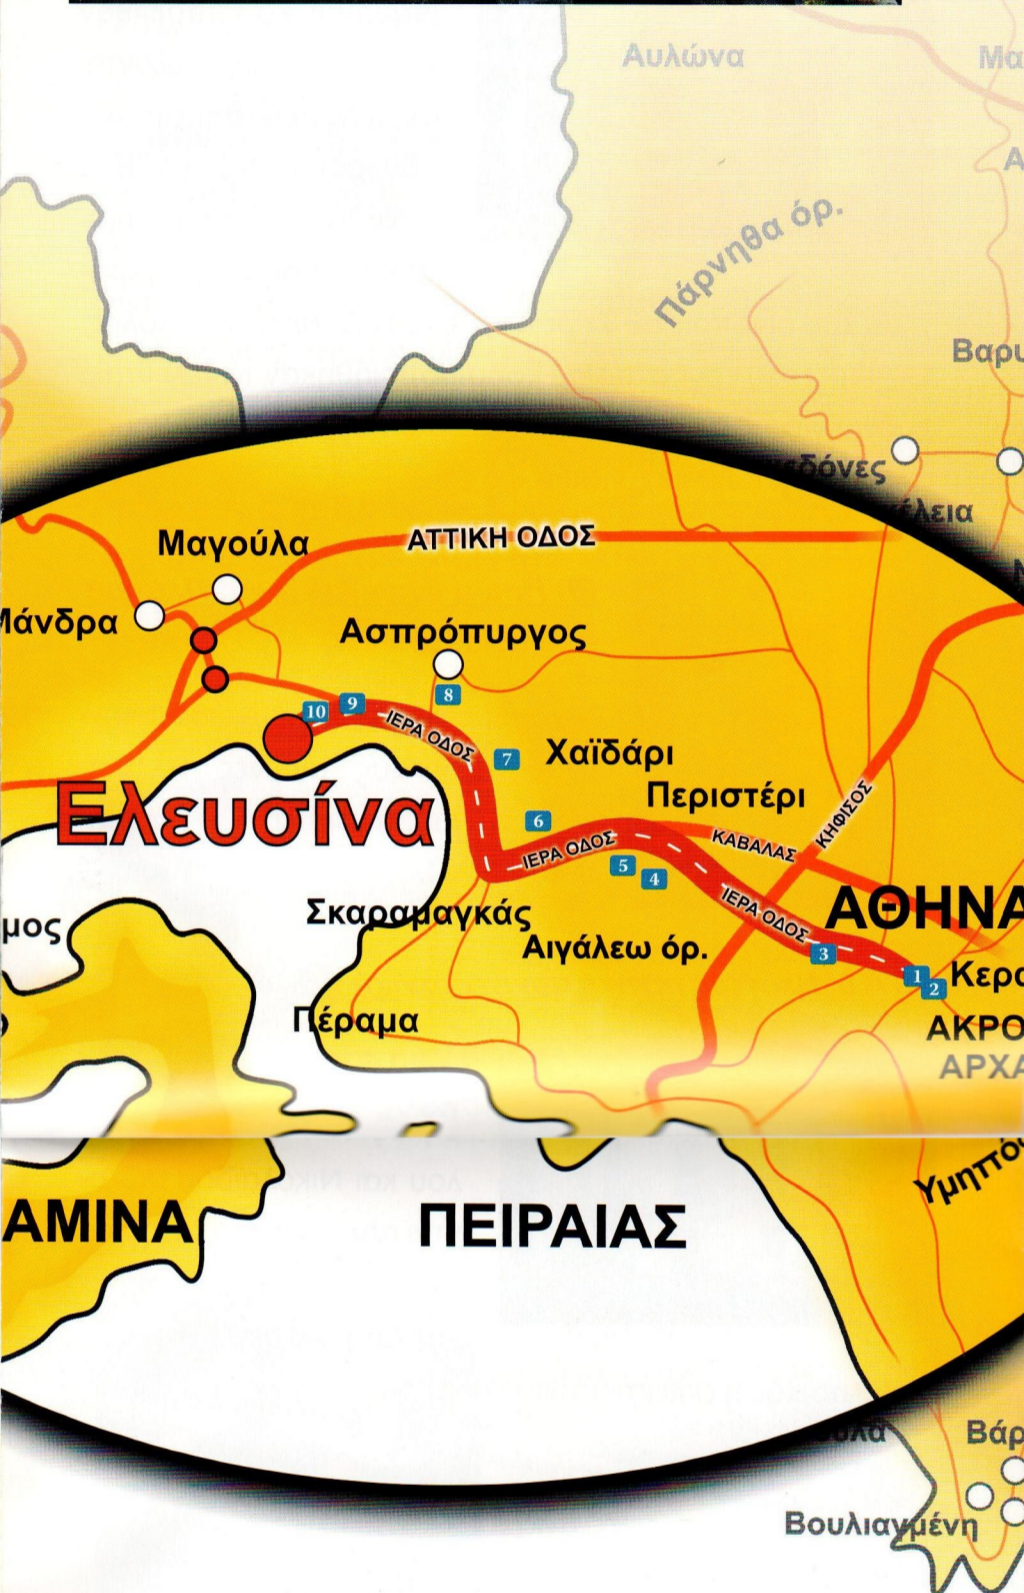 Αυλώνα
Πάρνηθα όρ.
ΑΤΤΙΚΗ ΟΔΟΣ
Μαγούλα
Ασπρόπυργος
8
9
10
ΙΕΡΑ ΟΔΟΣ
7
Χαϊδάρι
Περιστέρι
Ελευσίνα
6
ΚΑΒΑΛΑΣ
ΚΗΦΙΣΟΣ
ΙΕΡΑ ΟΔΟΣ
5
4
ΙΕΡΑ ΟΔΟΣ
ΑΘΗΝΑ
Σκαραμαγκάς
Αιγάλεω όρ.
3
1
2
Πέραμα
ΠΕΙΡΑΙΑΣ
Βουλιαγμένη